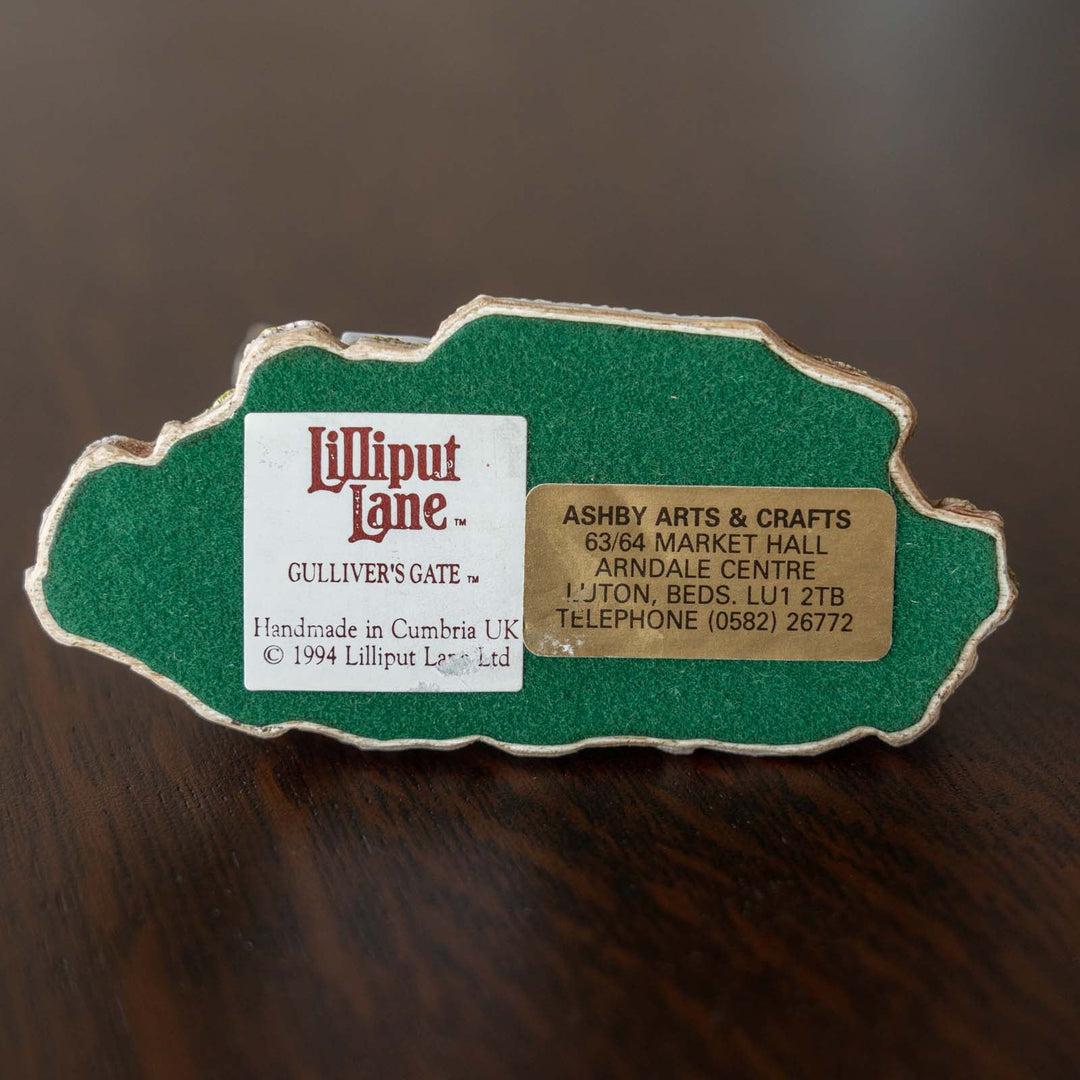 Lilliput
Lane™
GULLIVER'S GATE™
Handmade in Cumbria UK
© 1994 Lilliput Lane Ltd
ASHBY ARTS & CRAFTS
63/64 MARKET HALL
ARNDALE CENTRE
LUTON, BEDS. LU1 2TB
TELEPHONE (0582) 26772